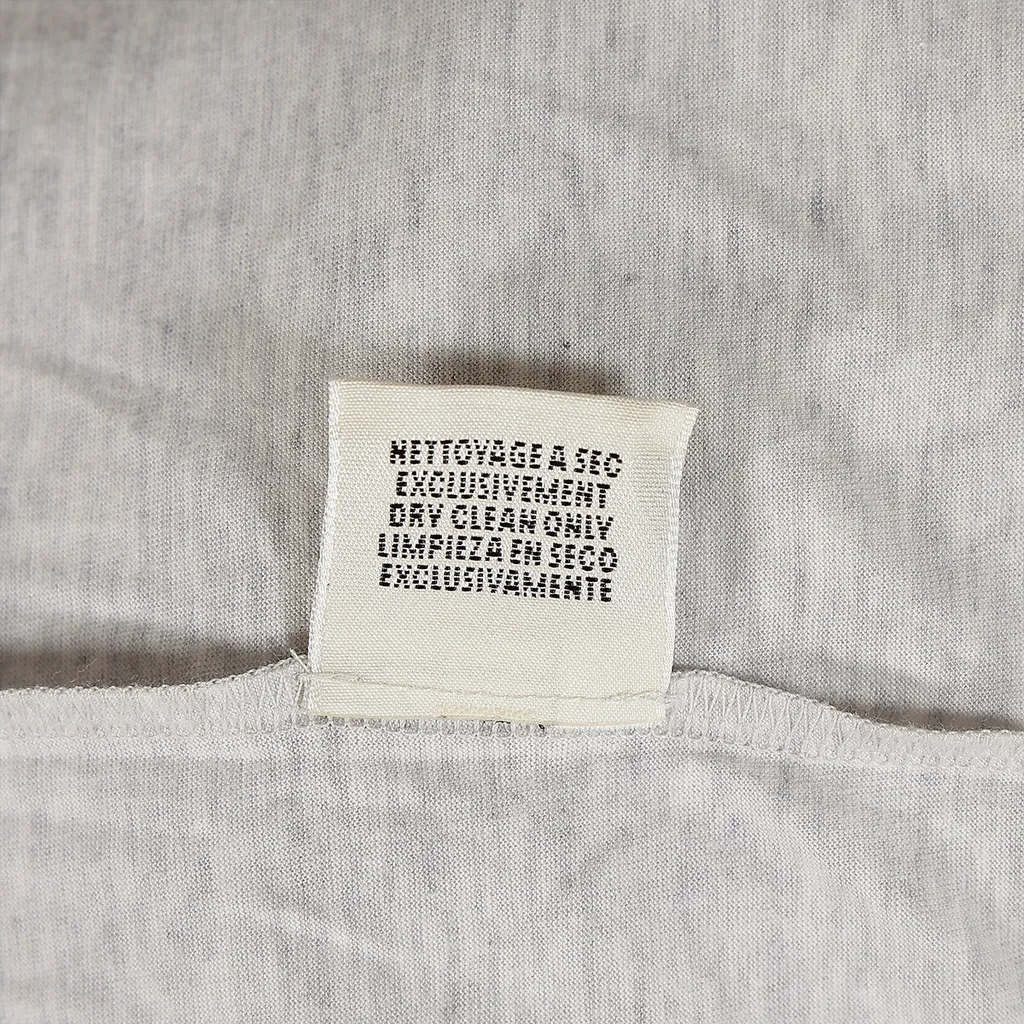 NETTOYAGE A SEC
EXCLUSIVEMENT
DRY CLEAN ONLY
LIMPIEZA EN SECO
EXCLUSIVAMENTE